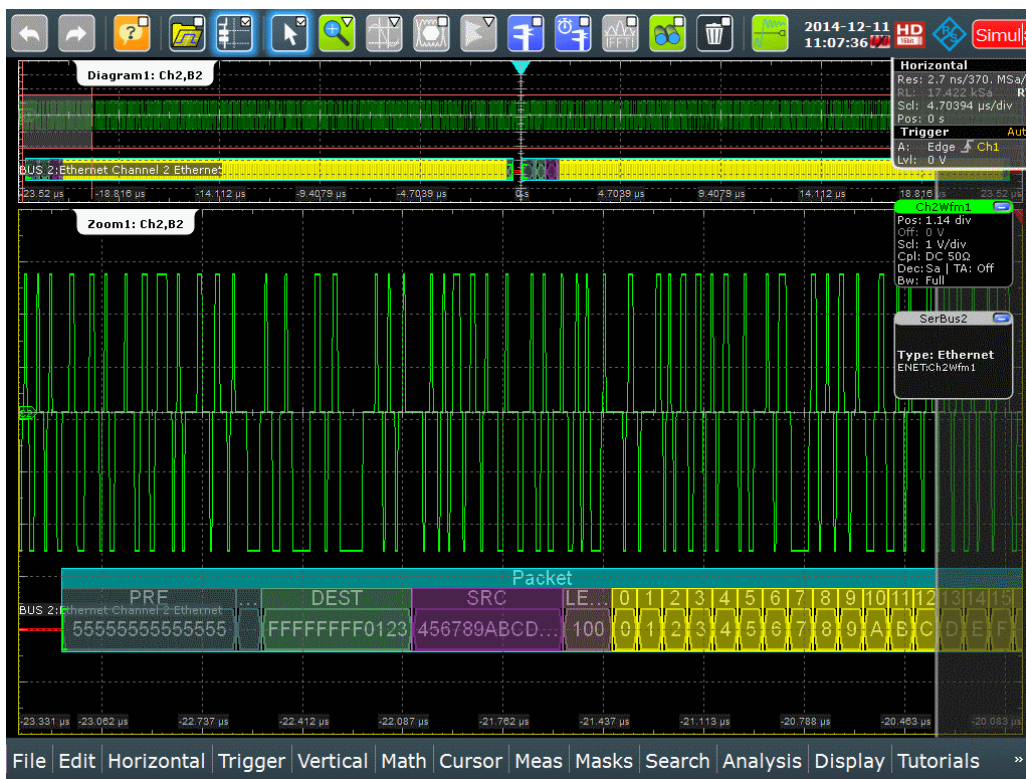 2014-12-11
11:07:36
HD
16bit
Simul
Diagram1: Ch2,B2
BUS 2:Ethernet Channel 2 Ethernet
-23.52 µs -18.816 µs -14.112 µs -9.4079 µs -4.7039 µs 0 s 4.7039 µs 9.4079 µs 14.112 µs 18.816 µs 23.52 µs
Horizontal
Res: 2.7 ns/370. MSa/
RL: 17.422 kSa R
Scl: 4.70394 µs/div
Pos: 0 s
Trigger Aut
A: Edge Ch1
Lvl: 0 V
Zoom1: Ch2,B2
Ch2Wfm1
Pos: 1.14 div
Off: 0 V
Scl: 1 V/div
Cpl: DC 50Ω
Dec:Sa | TA: Off
Bw: Full
SerBus2
Type: Ethernet
ENET:Ch2Wfm1
Packet
PRE ... DEST SRC LE... 0 1 2 3 4 5 6 7 8 9 10 11 12 13 14 15
BUS 2:Ethernet Channel 2 Ethernet
55555555555555 ... FFFFFFFF0123 456789ABCD... 100 0 1 2 3 4 5 6 7 8 9 A B C D E F
-23.331 µs -23.062 µs -22.737 µs -22.412 µs -22.087 µs -21.762 µs -21.437 µs -21.113 µs -20.788 µs -20.463 µs -20.083 µs
File Edit Horizontal Trigger Vertical Math Cursor Meas Masks Search Analysis Display Tutorials »